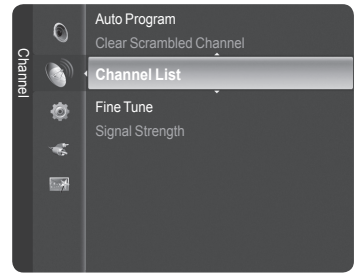 Channel
Auto Program
Clear Scrambled Channel
Channel List
Fine Tune
Signal Strength